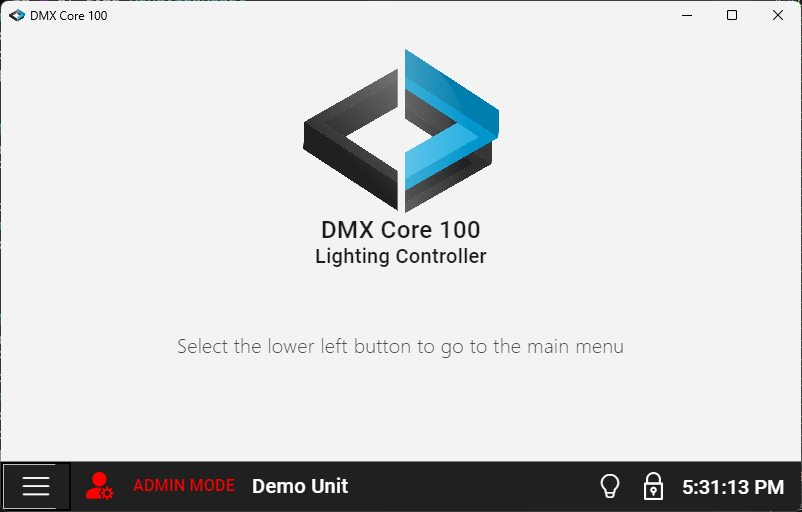 DMX Core 100
DMX Core 100
Lighting Controller
Select the lower left button to go to the main menu
ADMIN MODE Demo Unit 5:31:13 PM